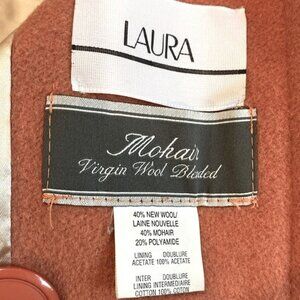 LAURA
Mohair
Virgin Wool Blended
40% NEW WOOL/
LAINE NOUVELLE
40% MOHAIR
20% POLYAMIDE
LINING DOUBLURE
ACETATE 100% ACETATE
INTER DOUBLURE
LINING INTERMEDIAIRE
COTTON 100% COTON